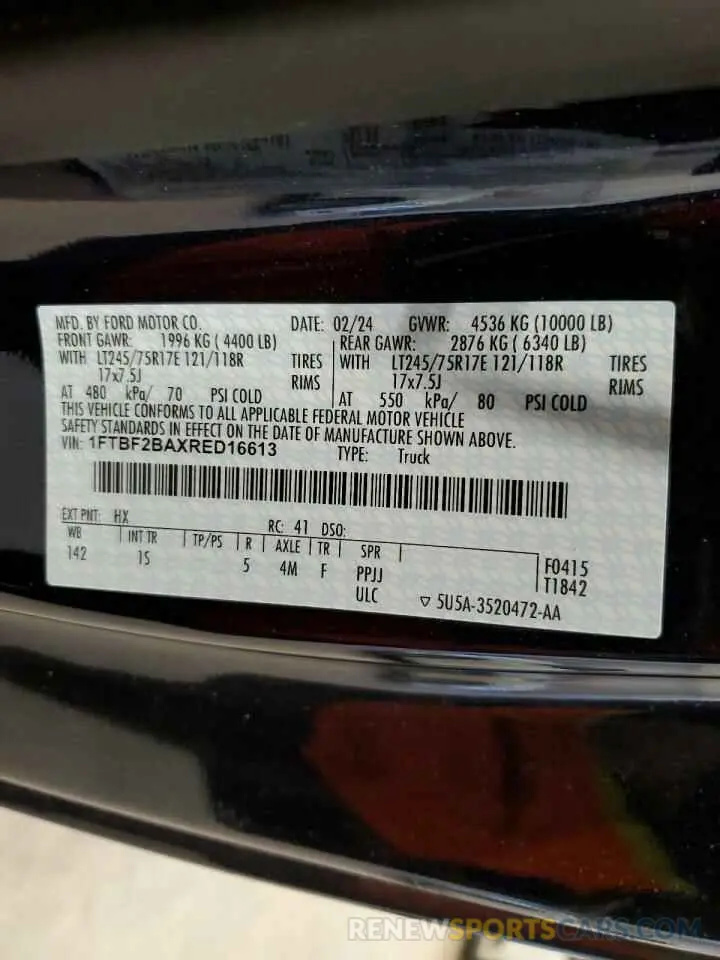 MFD. BY FORD MOTOR CO. DATE: 02/24 GVWR: 4536 KG (10000 LB)
FRONT GAWR: 1996 KG ( 4400 LB) REAR GAWR: 2876 KG ( 6340 LB)
WITH LT245/75R17E 121/118R TIRES WITH LT245/75R17E 121/118R TIRES
17x7.5J RIMS 17x7.5J RIMS
AT 480 kPa/ 70 PSI COLD AT 550 kPa/ 80 PSI COLD
THIS VEHICLE CONFORMS TO ALL APPLICABLE FEDERAL MOTOR VEHICLE
SAFETY STANDARDS IN EFFECT ON THE DATE OF MANUFACTURE SHOWN ABOVE.
VIN: 1FTBF2BAXRED16613 TYPE: Truck
EXT PNT: HX RC: 41 DSO:
WB INT TR TP/PS R AXLE TR SPR
142 1S 5 4M F PPJJ F0415
ULC T1842
▽ 5U5A-3520472-AA
RENEWSPORTSCARS.COM